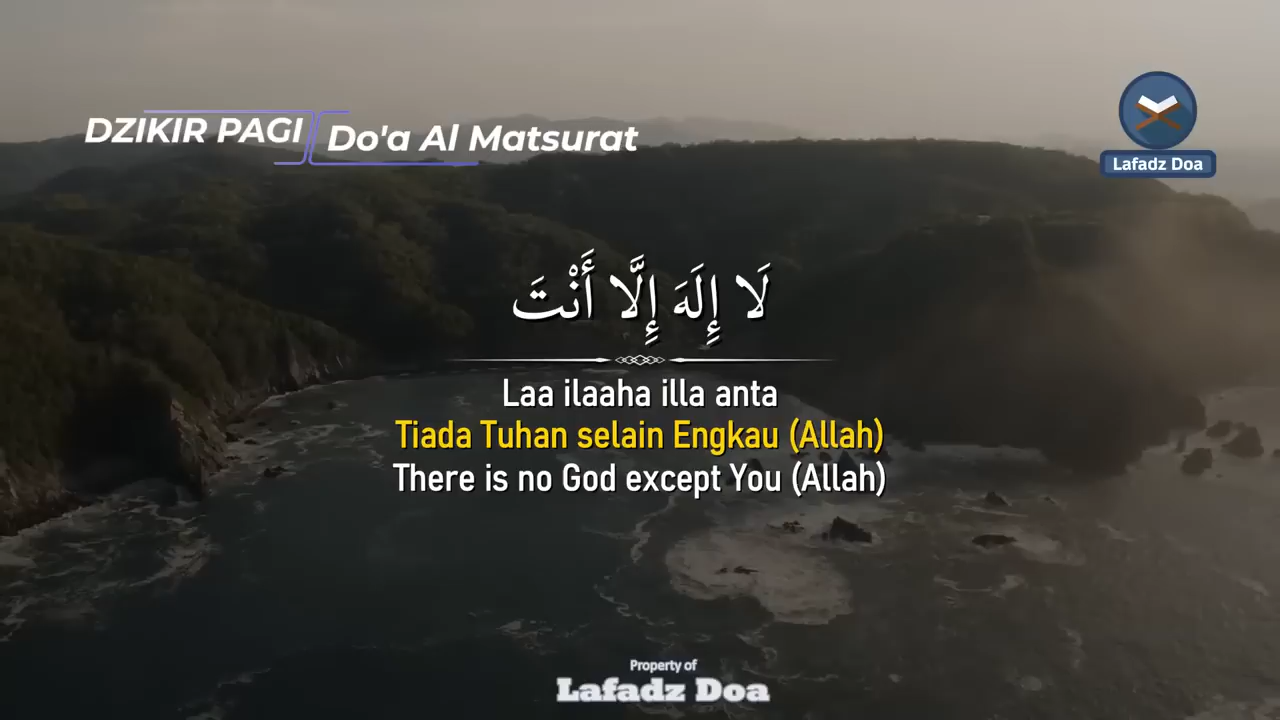 DZIKIR PAGI
Do'a Al Matsurat
Lafadz Doa
لَا إِلَهَ إِلَّا أَنْتَ
Laa ilaaha illa anta
Tiada Tuhan selain Engkau (Allah)
There is no God except You (Allah)
Property of
Lafadz Doa